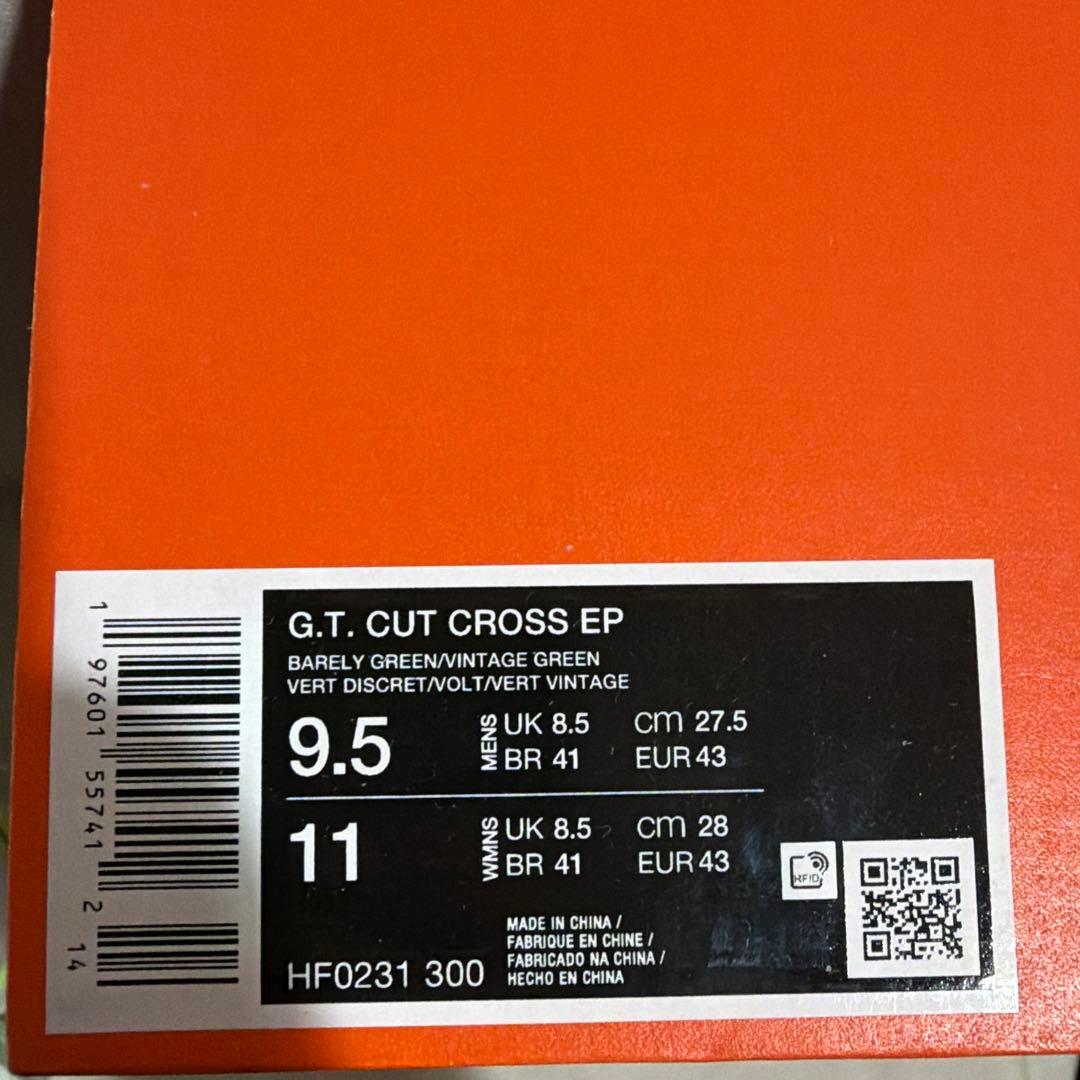 G.T. CUT CROSS EP
BARELY GREEN/VINTAGE GREEN
VERT DISCRET/VOLT/VERT VINTAGE
9.5 MENS UK 8.5 cm 27.5
BR 41 EUR 43
11 WMNS UK 8.5 cm 28
BR 41 EUR 43
RFID
MADE IN CHINA /
FABRIQUE EN CHINE /
FABRICADO NA CHINA /
HECHO EN CHINA
HF0231 300
1 97601 55741 2 14